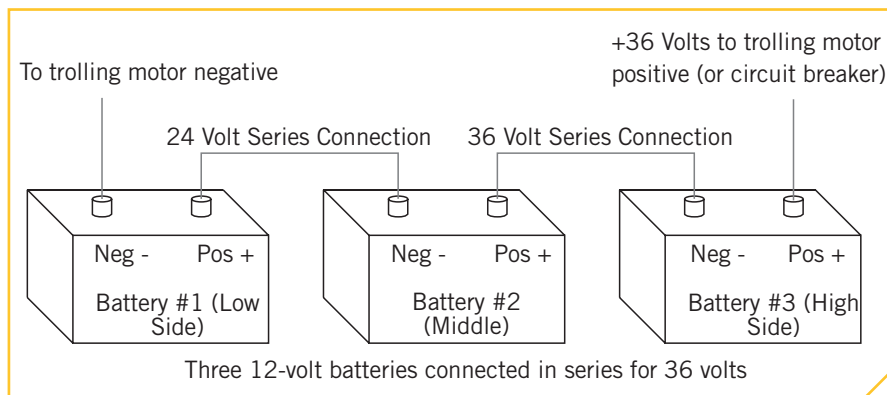 +36 Volts to trolling motor
positive (or circuit breaker)
To trolling motor negative
24 Volt Series Connection
36 Volt Series Connection
Neg -
Pos +
Battery #1 (Low
Side)
Neg -
Pos +
Battery #2
(Middle)
Neg -
Pos +
Battery #3 (High
Side)
Three 12-volt batteries connected in series for 36 volts